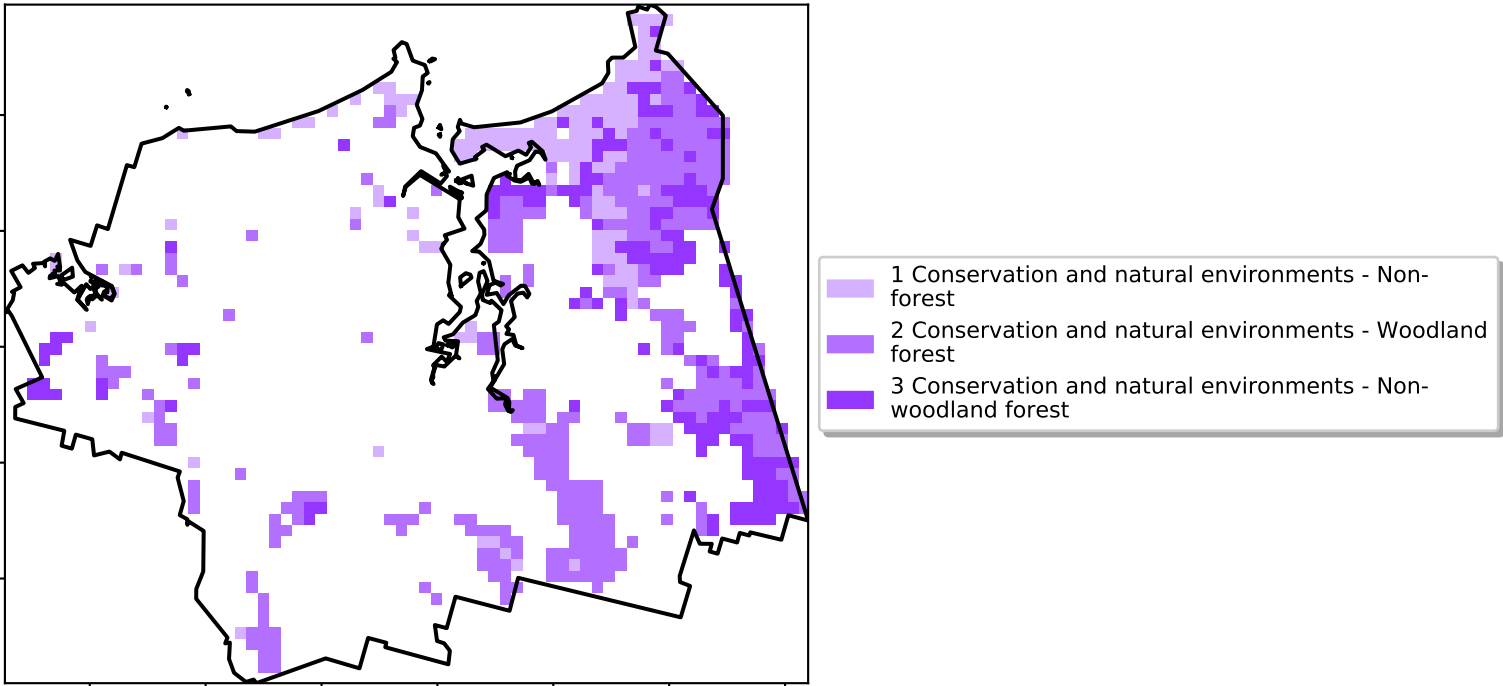 1 Conservation and natural environments - Non-
forest
2 Conservation and natural environments - Woodland
forest
3 Conservation and natural environments - Non-
woodland forest